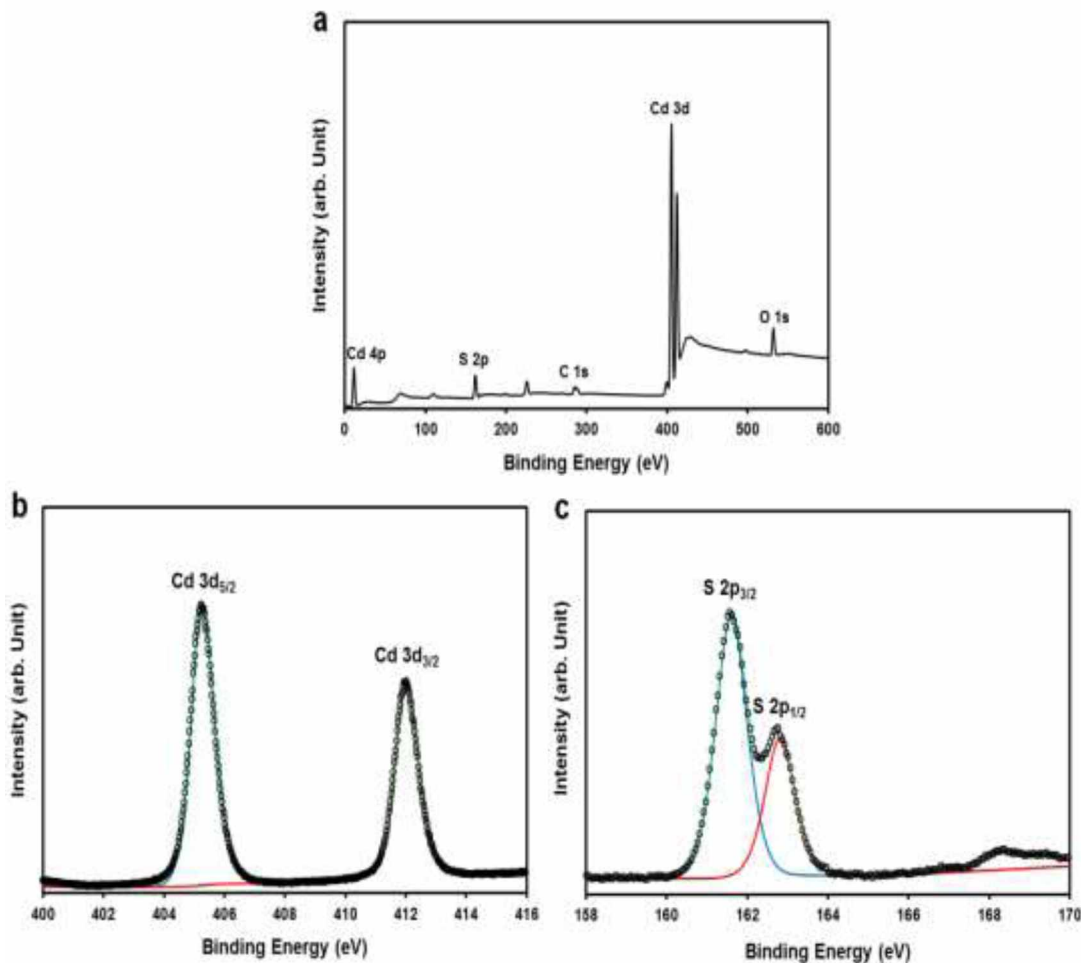 a
Intensity (arb. Unit)
Cd 3d
O 1s
Cd 4p
S 2p
C 1s
0 100 200 300 400 500 600
Binding Energy (eV)
b
Intensity (arb. Unit)
Cd 3d5/2
Cd 3d3/2
400 402 404 406 408 410 412 414 416
Binding Energy (eV)
c
Intensity (arb. Unit)
S 2p3/2
S 2p1/2
158 160 162 164 166 168 170
Binding Energy (eV)